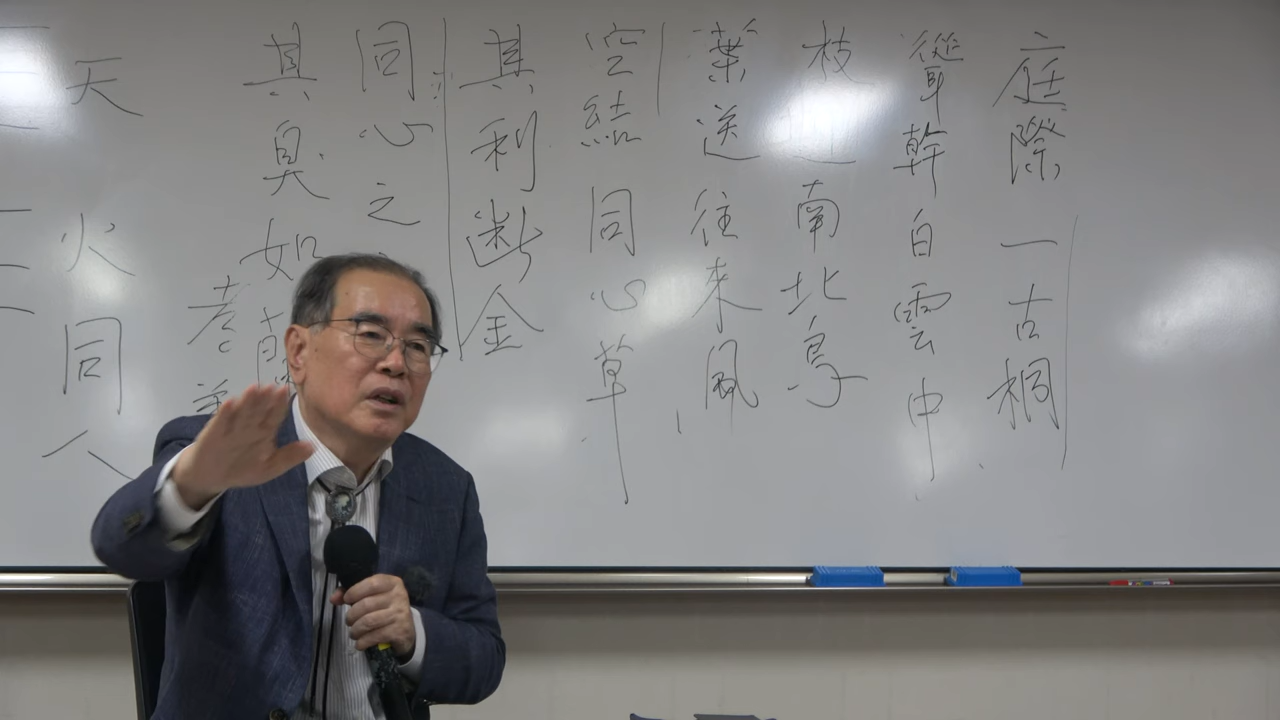 庭際一古桐
聳幹白雲中
枝迎南北鳥
葉送往來風
空結同心草
其利断金
同心之
其臭如蘭
天火同人